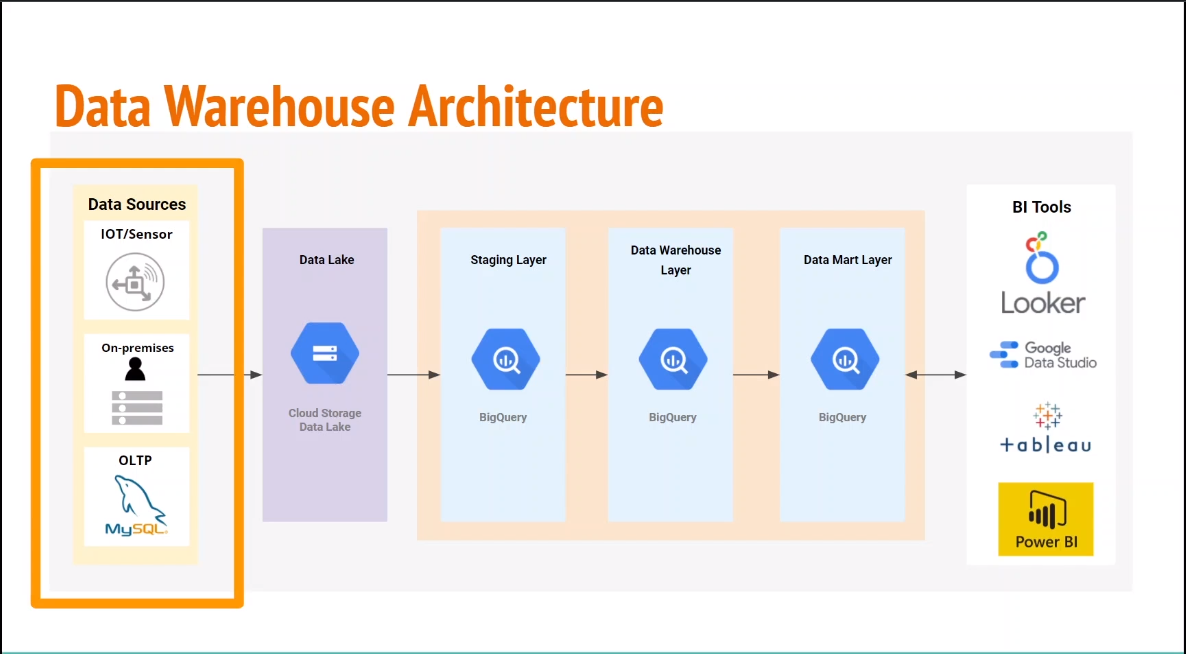 Data Warehouse Architecture
Data Sources
IOT/Sensor
On-premises
OLTP
MySQL
Data Lake
Cloud Storage
Data Lake
Staging Layer
BigQuery
Data Warehouse
Layer
BigQuery
Data Mart Layer
BigQuery
BI Tools
Looker
Google
Data Studio
+ableau
Power BI